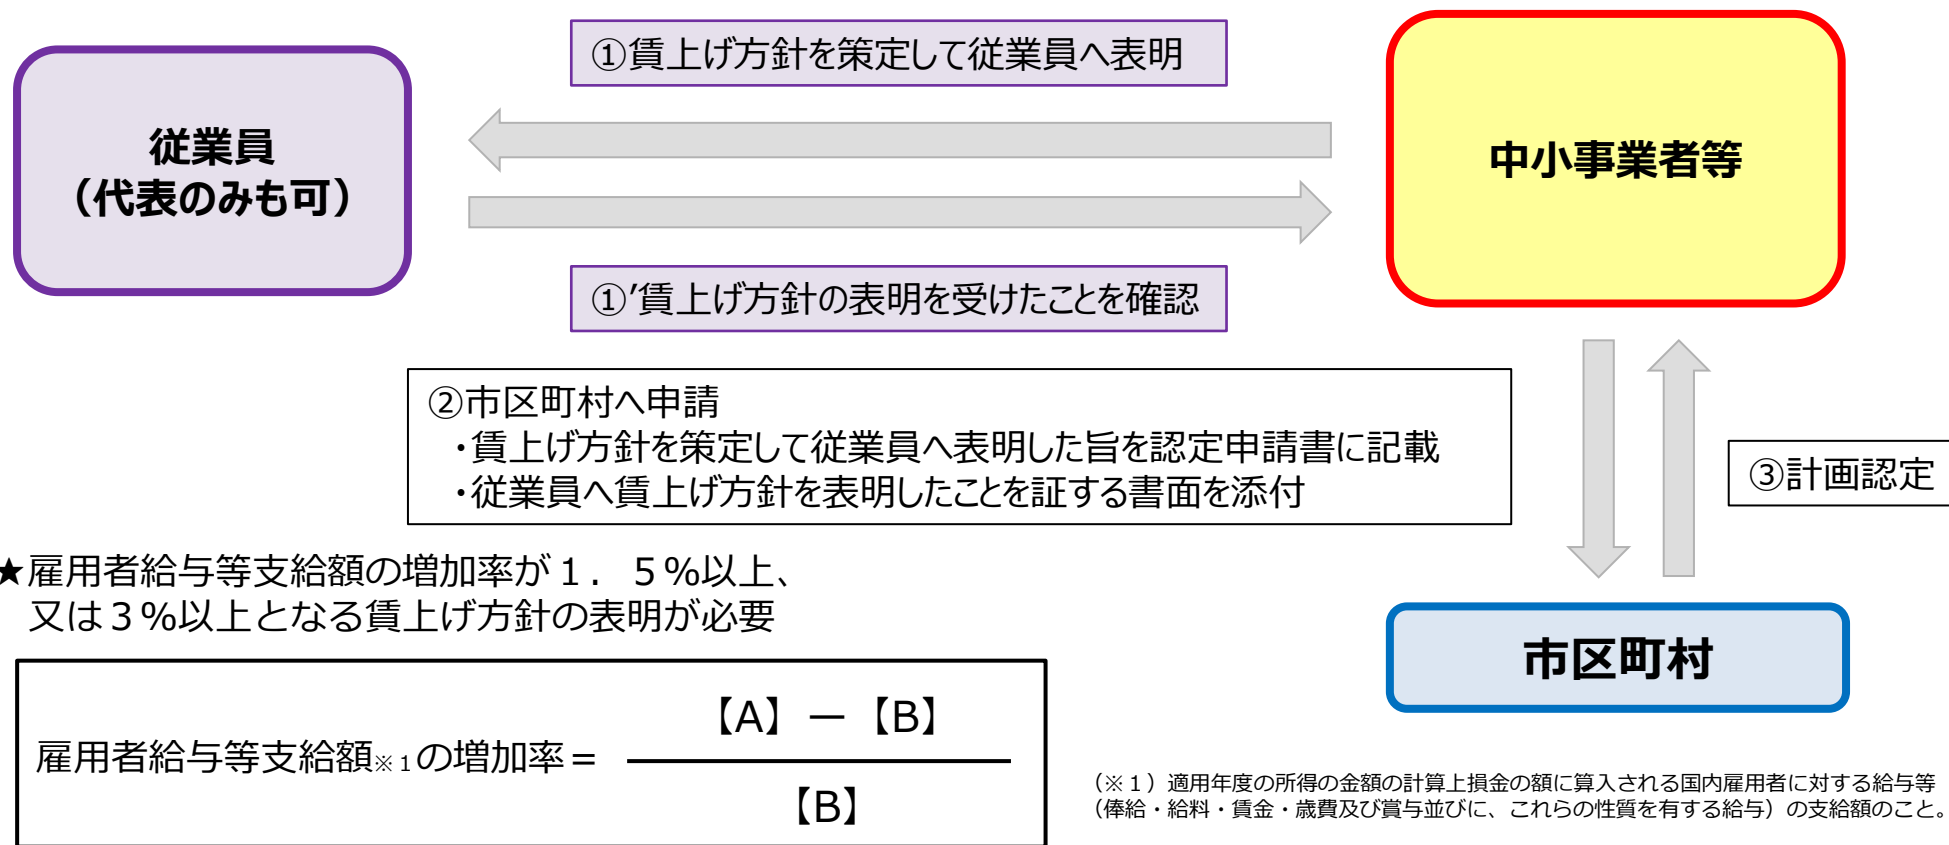 ①賃上げ方針を策定して従業員へ表明
従業員
（代表のみも可）
中小事業者等
①’賃上げ方針の表明を受けたことを確認
②市区町村へ申請
・賃上げ方針を策定して従業員へ表明した旨を認定申請書に記載
・従業員へ賃上げ方針を表明したことを証する書面を添付
③計画認定
★雇用者給与等支給額の増加率が１．５％以上、
又は３％以上となる賃上げ方針の表明が必要
市区町村
【A】－【B】
雇用者給与等支給額※１の増加率＝
【B】
（※１）適用年度の所得の金額の計算上損金の額に算入される国内雇用者に対する給与等
（俸給・給料・賃金・歳費及び賞与並びに、これらの性質を有する給与）の支給額のこと。